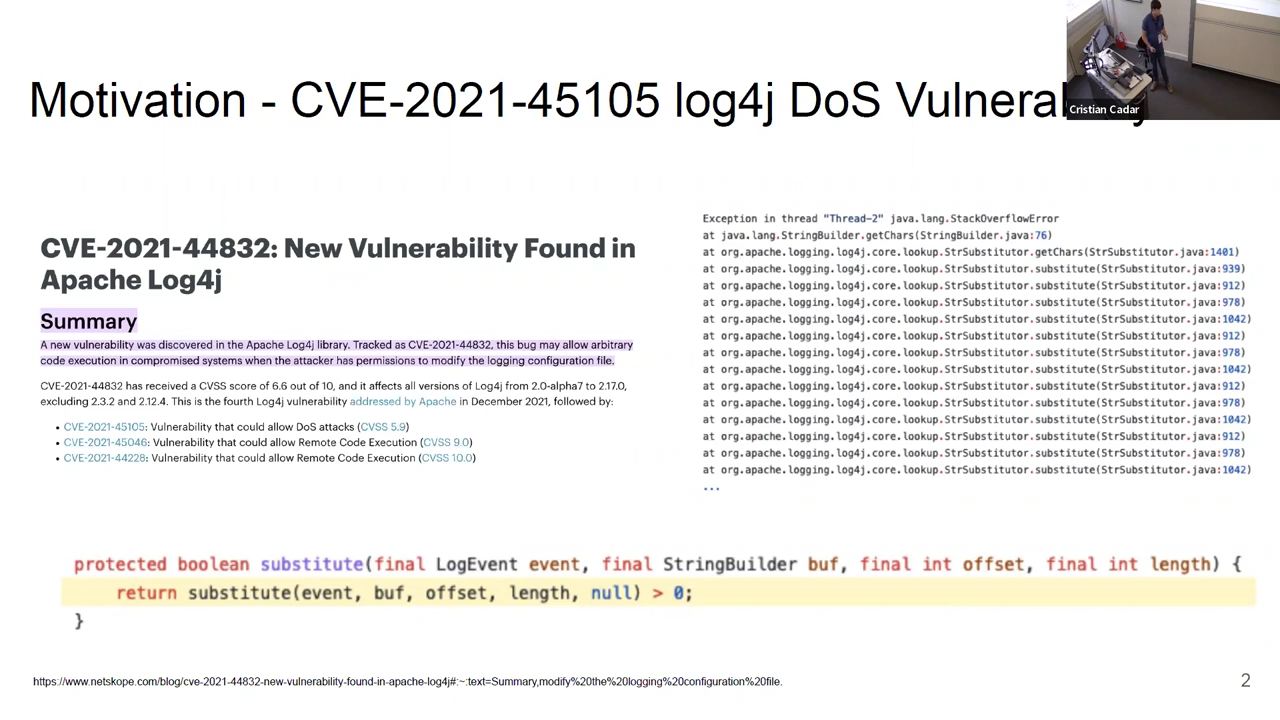 Motivation - CVE-2021-45105 log4j DoS
Cristian Cadar
CVE-2021-44832: New Vulnerability Found in
Apache Log4j
Summary
A new vulnerability was discovered in the Apache Log4j library. Tracked as CVE-2021-44832, this bug may allow arbitrary
code execution in compromised systems when the attacker has permissions to modify the logging configuration file.
CVE-2021-44832 has received a CVSS score of 6.6 out of 10, and it affects all versions of Log4j from 2.0-alpha7 to 2.17.0,
excluding 2.3.2 and 2.12.4. This is the fourth Log4j vulnerability addressed by Apache in December 2021, followed by:
• CVE-2021-45105: Vulnerability that could allow DoS attacks (CVSS 5.9)
• CVE-2021-45046: Vulnerability that could allow Remote Code Execution (CVSS 9.0)
• CVE-2021-44228: Vulnerability that could allow Remote Code Execution (CVSS 10.0)
Exception in thread "Thread-2" java.lang.StackOverflowError
at java.lang.StringBuilder.getChars(StringBuilder.java:76)
at org.apache.logging.log4j.core.lookup.StrSubstitutor.getChars(StrSubstitutor.java:1401)
at org.apache.logging.log4j.core.lookup.StrSubstitutor.substitute(StrSubstitutor.java:939)
at org.apache.logging.log4j.core.lookup.StrSubstitutor.substitute(StrSubstitutor.java:912)
at org.apache.logging.log4j.core.lookup.StrSubstitutor.substitute(StrSubstitutor.java:978)
at org.apache.logging.log4j.core.lookup.StrSubstitutor.substitute(StrSubstitutor.java:1042)
at org.apache.logging.log4j.core.lookup.StrSubstitutor.substitute(StrSubstitutor.java:912)
at org.apache.logging.log4j.core.lookup.StrSubstitutor.substitute(StrSubstitutor.java:978)
at org.apache.logging.log4j.core.lookup.StrSubstitutor.substitute(StrSubstitutor.java:1042)
at org.apache.logging.log4j.core.lookup.StrSubstitutor.substitute(StrSubstitutor.java:912)
at org.apache.logging.log4j.core.lookup.StrSubstitutor.substitute(StrSubstitutor.java:978)
at org.apache.logging.log4j.core.lookup.StrSubstitutor.substitute(StrSubstitutor.java:1042)
at org.apache.logging.log4j.core.lookup.StrSubstitutor.substitute(StrSubstitutor.java:912)
at org.apache.logging.log4j.core.lookup.StrSubstitutor.substitute(StrSubstitutor.java:978)
at org.apache.logging.log4j.core.lookup.StrSubstitutor.substitute(StrSubstitutor.java:1042)
...
protected boolean substitute(final LogEvent event, final StringBuilder buf, final int offset, final int length) {
return substitute(event, buf, offset, length, null) > 0;
}
https://www.netskope.com/blog/cve-2021-44832-new-vulnerability-found-in-apache-log4j#:~:text=Summary,modify%20the%20logging%20configuration%20file.
2